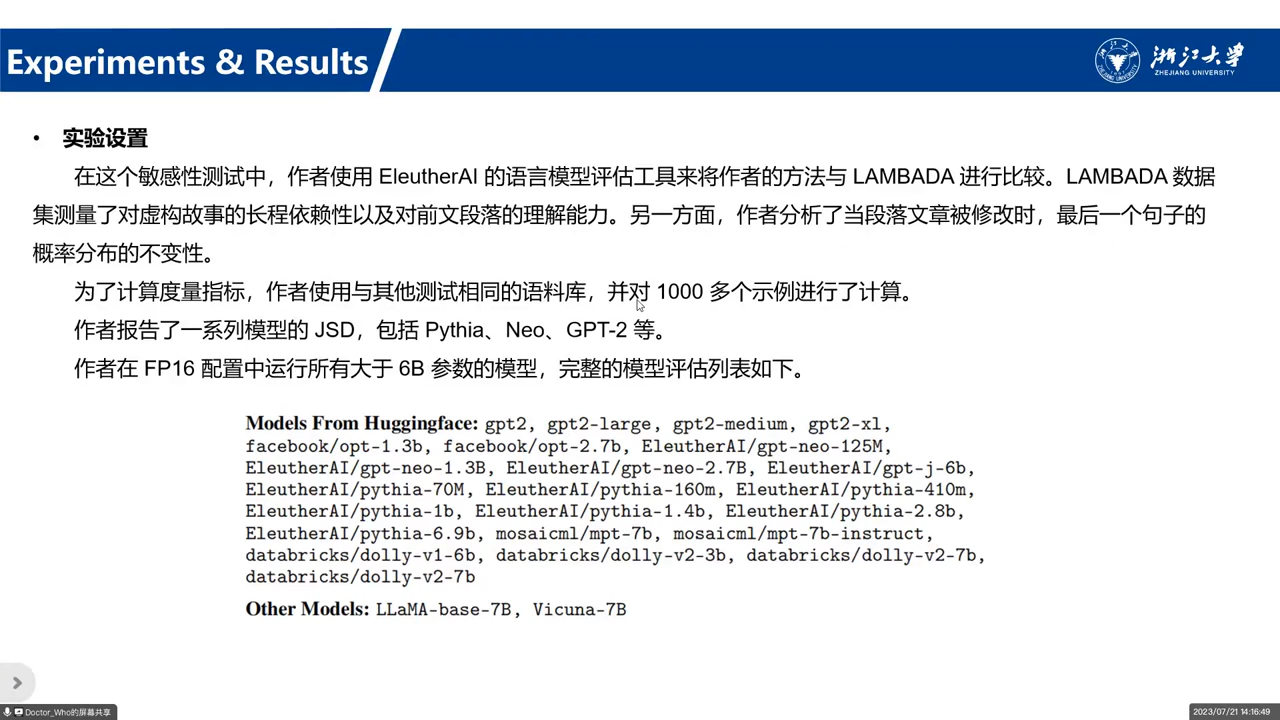 Experiments & Results
浙江大学
ZHEJIANG UNIVERSITY
• 实验设置
在这个敏感性测试中，作者使用 EleutherAI 的语言模型评估工具来将作者的方法与 LAMBADA 进行比较。LAMBADA 数据
集测量了对虚构故事的长程依赖性以及对前文段落的理解能力。另一方面，作者分析了当段落文章被修改时，最后一个句子的
概率分布的不变性。
为了计算度量指标，作者使用与其他测试相同的语料库，并对 1000 多个示例进行了计算。
作者报告了一系列模型的 JSD，包括 Pythia、Neo、GPT-2 等。
作者在 FP16 配置中运行所有大于 6B 参数的模型，完整的模型评估列表如下。
Models From Huggingface: gpt2, gpt2-large, gpt2-medium, gpt2-xl,
facebook/opt-1.3b, facebook/opt-2.7b, EleutherAI/gpt-neo-125M,
EleutherAI/gpt-neo-1.3B, EleutherAI/gpt-neo-2.7B, EleutherAI/gpt-j-6b,
EleutherAI/pythia-70M, EleutherAI/pythia-160m, EleutherAI/pythia-410m,
EleutherAI/pythia-1b, EleutherAI/pythia-1.4b, EleutherAI/pythia-2.8b,
EleutherAI/pythia-6.9b, mosaicml/mpt-7b, mosaicml/mpt-7b-instruct,
databricks/dolly-v1-6b, databricks/dolly-v2-3b, databricks/dolly-v2-7b,
databricks/dolly-v2-7b
Other Models: LLaMA-base-7B, Vicuna-7B
Doctor_Who的屏幕共享
2023/07/21 14:16:49